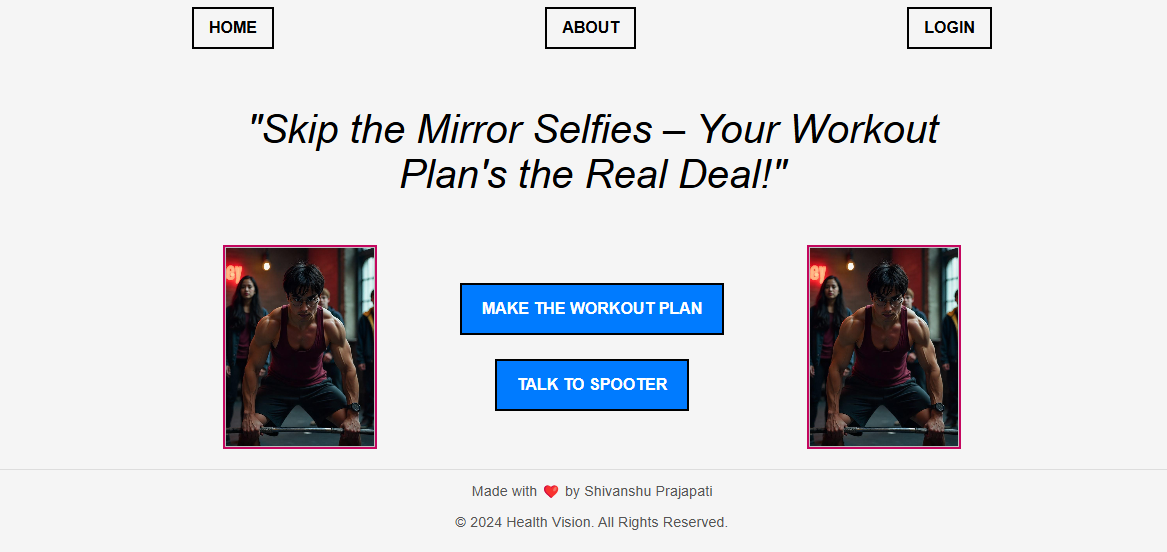 HOME
ABOUT
LOGIN
"Skip the Mirror Selfies – Your Workout
Plan's the Real Deal!"
MAKE THE WORKOUT PLAN
TALK TO SPOOTER
Made with ❤️ by Shivanshu Prajapati
© 2024 Health Vision. All Rights Reserved.